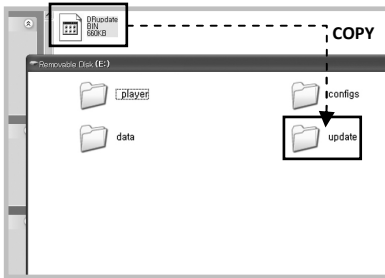 DRupdate
BIN
660KB
COPY
Removable Disk (E:)
player
configs
data
update